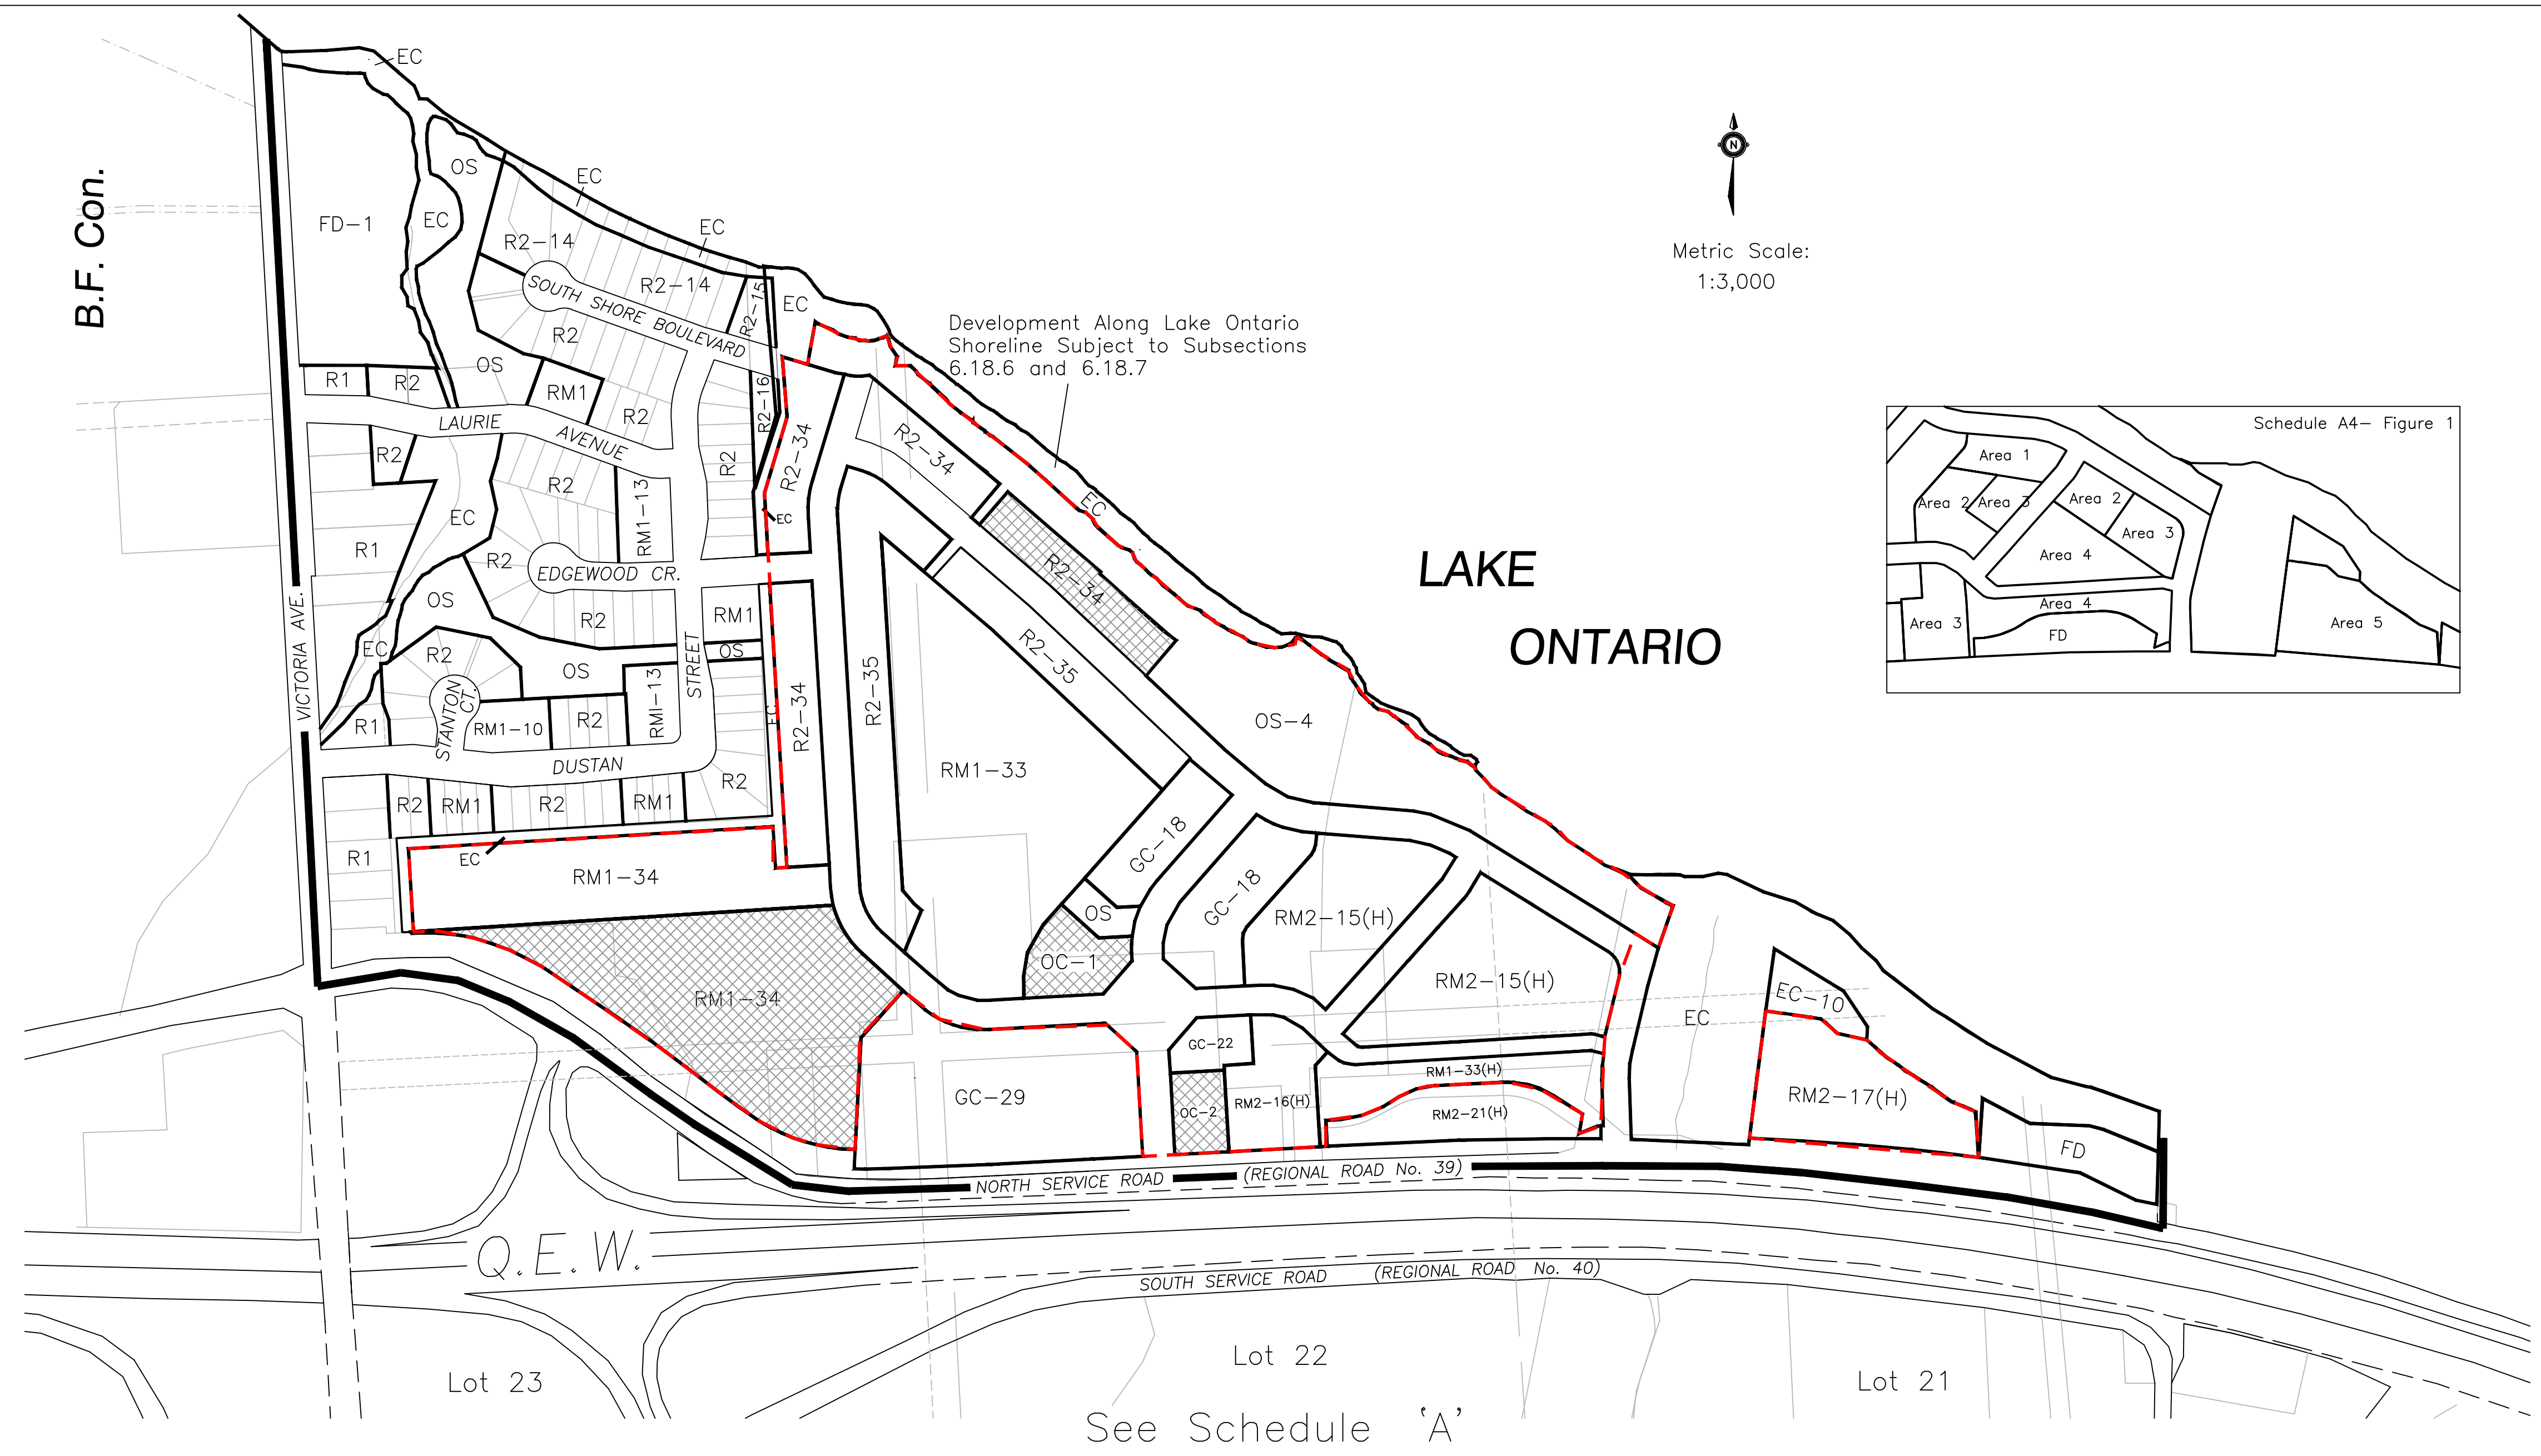 EC
B.F. Con.
OS
EC
EC
EC
FD-1
R2-14
R2-14
R2-15
EC
SOUTH SHORE BOULEVARD
R2
OS
R1
R2
RM1
R2
R2-16
LAURIE AVENUE
R2
R2
R2
RM1-13
R2-34
EC
EC
R1
R2
EDGEWOOD CR.
OS
R2
RM1
OS
EC
R2
OS
STREET
VICTORIA AVE.
STANTON CT.
R1
RM1-10
R2
RM1-13
EC
R2-34
DUSTAN
R2
RM1
R2
RM1
R2
R1
EC
RM1-34
RM1-34
N
Metric Scale:
1:3,000
Development Along Lake Ontario
Shoreline Subject to Subsections
6.18.6 and 6.18.7
R2-34
EC
R2-34
R2-35
R2-35
LAKE
ONTARIO
OS-4
RM1-33
GC-18
GC-18
OS
OC-1
RM2-15(H)
RM2-15(H)
GC-22
GC-29
OC-2
RM2-16(H)
RM1-33(H)
RM2-21(H)
EC
EC-10
RM2-17(H)
FD
Schedule A4- Figure 1
Area 1
Area 2
Area 3
Area 2
Area 3
Area 4
Area 4
Area 3
FD
Area 5
NORTH SERVICE ROAD (REGIONAL ROAD No. 39)
Q.E.W.
SOUTH SERVICE ROAD (REGIONAL ROAD No. 40)
Lot 23
Lot 22
Lot 21
See Schedule 'A'